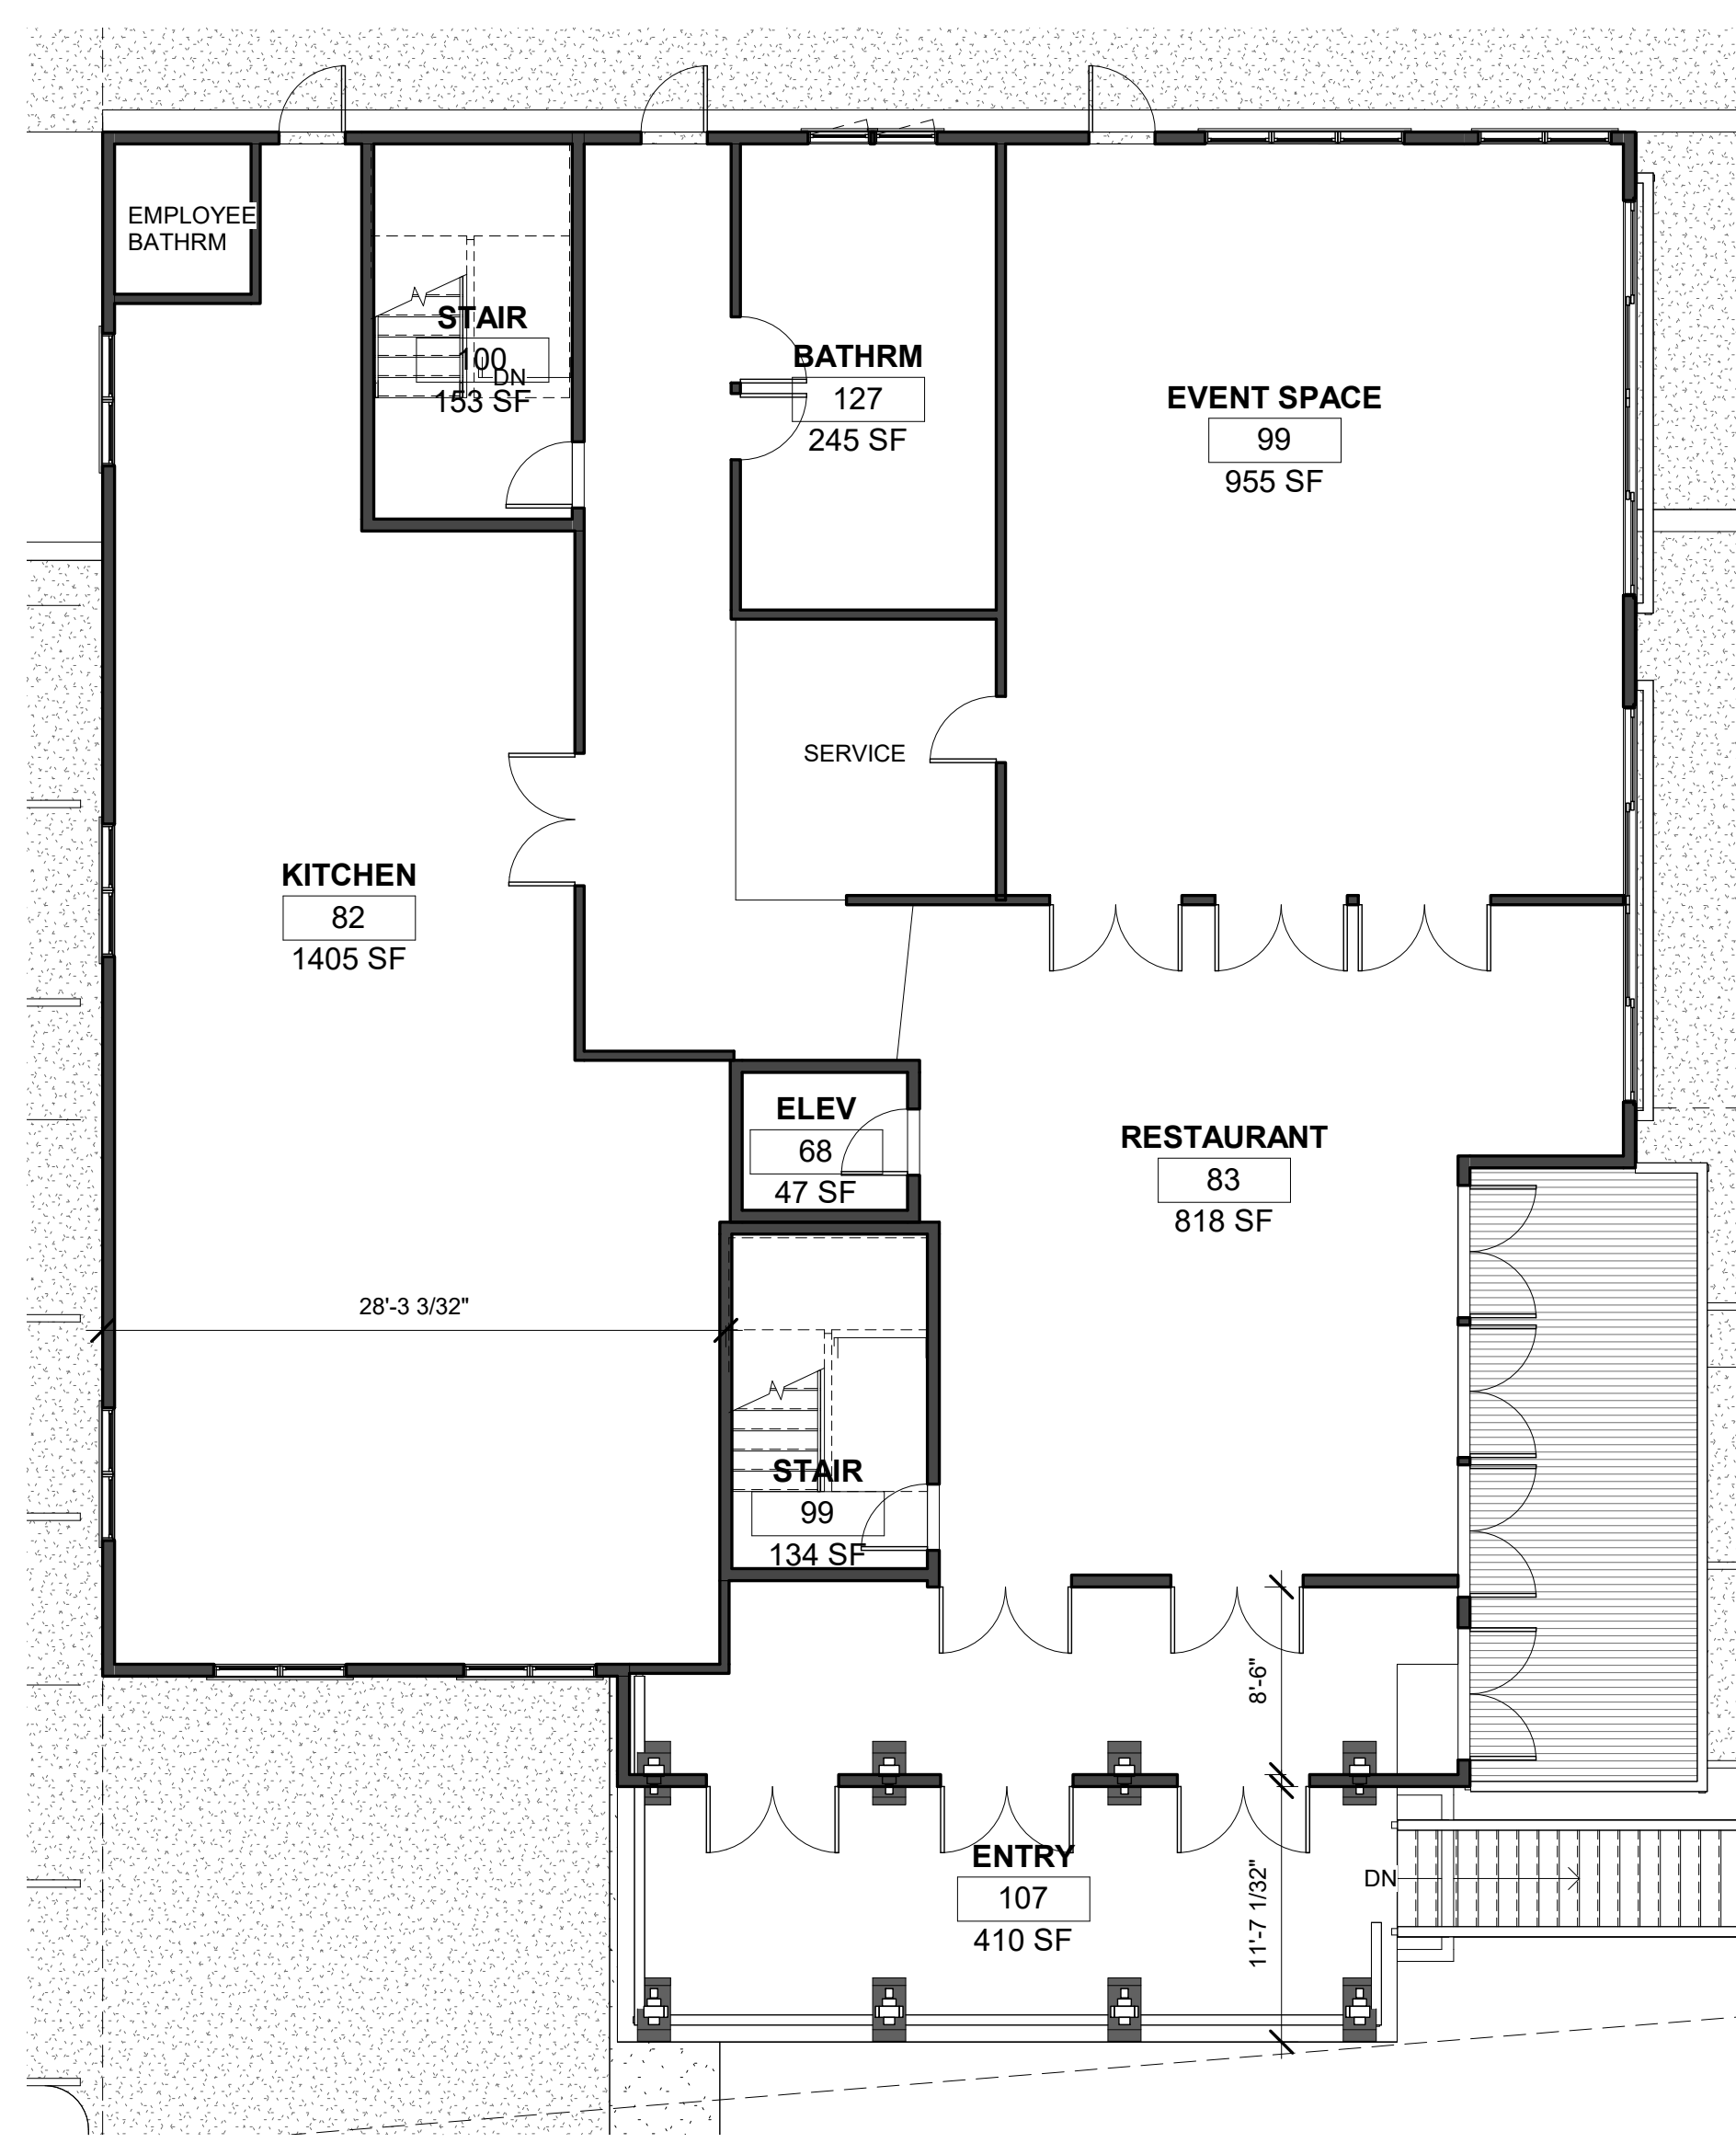 EMPLOYEE
BATHRM
STAIR
100
DN
153 SF
BATHRM
127
245 SF
EVENT SPACE
99
955 SF
SERVICE
KITCHEN
82
1405 SF
ELEV
68
47 SF
RESTAURANT
83
818 SF
28'-3 3/32"
STAIR
99
134 SF
8'-6"
ENTRY
107
410 SF
11'-7 1/32"
DN